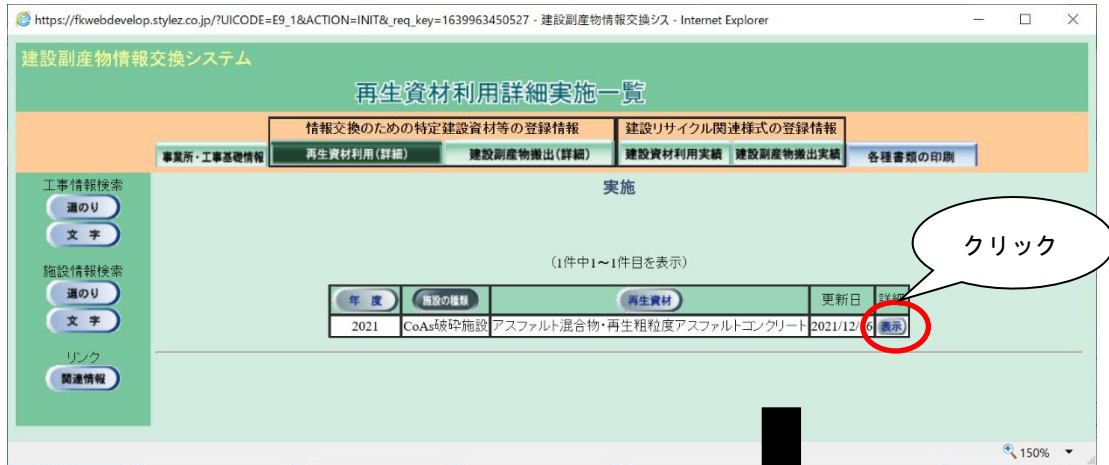 https://fkwebdevelop.stylez.co.jp/?UICODE=E9_1&ACTION=INIT&_req_key=1639963450527 - 建設副産物情報交換シス - Internet Explorer
建設副産物情報交換システム
再生資材利用詳細実施一覧
情報交換のための特定建設資材等の登録情報 建設リサイクル関連様式の登録情報
事業所・工事基礎情報 再生資材利用(詳細) 建設副産物搬出(詳細) 建設資材利用実績 建設副産物搬出実績 各種書類の印刷
工事情報検索
道のり
文 字
施設情報検索
道のり
文 字
リンク
関連情報
実施
クリック
(1件中1～1件目を表示)
年 度 施設の種類 再生資材 更新日 詳細
2021 CoAs破砕施設 アスファルト混合物・再生粗粒度アスファルトコンクリート 2021/12/ 6 表示
150%